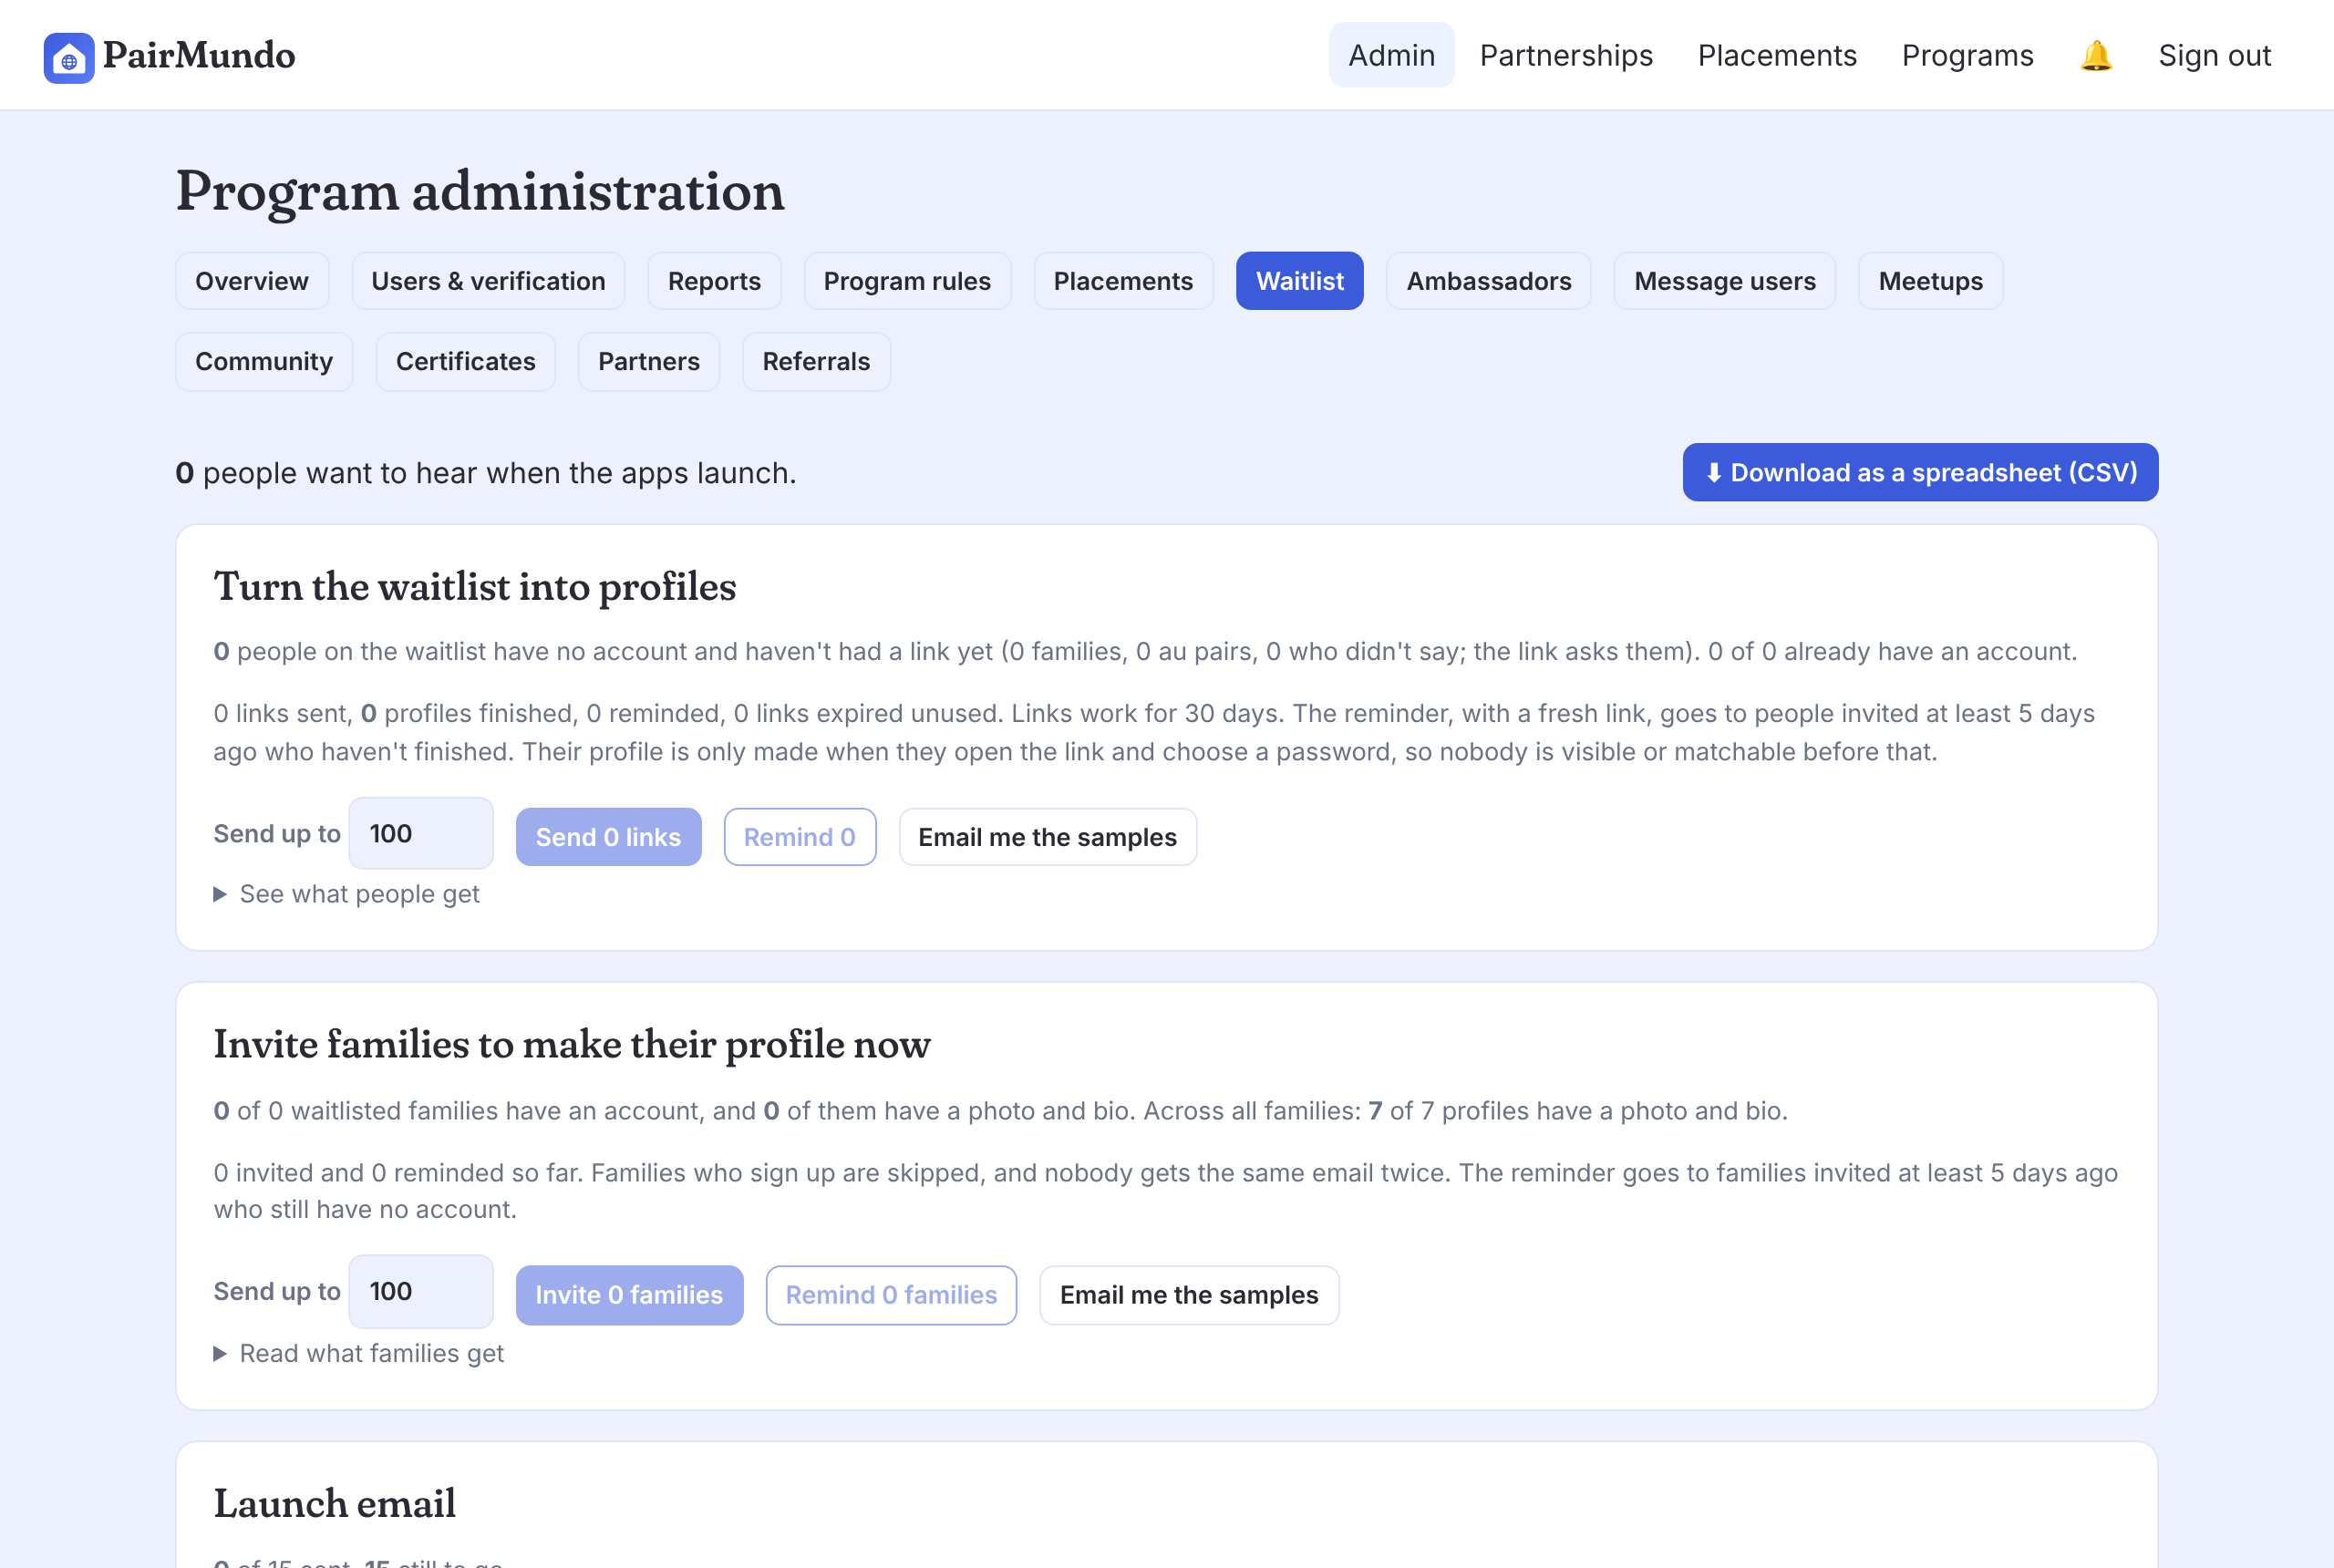 PairMundo
Admin Partnerships Placements Programs 🔔 Sign out
Program administration
Overview Users & verification Reports Program rules Placements Waitlist Ambassadors Message users Meetups
Community Certificates Partners Referrals
0 people want to hear when the apps launch.
⬇ Download as a spreadsheet (CSV)
Turn the waitlist into profiles
0 people on the waitlist have no account and haven't had a link yet (0 families, 0 au pairs, 0 who didn't say; the link asks them). 0 of 0 already have an account.
0 links sent, 0 profiles finished, 0 reminded, 0 links expired unused. Links work for 30 days. The reminder, with a fresh link, goes to people invited at least 5 days
ago who haven't finished. Their profile is only made when they open the link and choose a password, so nobody is visible or matchable before that.
Send up to 100 Send 0 links Remind 0 Email me the samples
▶ See what people get
Invite families to make their profile now
0 of 0 waitlisted families have an account, and 0 of them have a photo and bio. Across all families: 7 of 7 profiles have a photo and bio.
0 invited and 0 reminded so far. Families who sign up are skipped, and nobody gets the same email twice. The reminder goes to families invited at least 5 days ago
who still have no account.
Send up to 100 Invite 0 families Remind 0 families Email me the samples
▶ Read what families get
Launch email
0 of 15 sent, 15 still to go